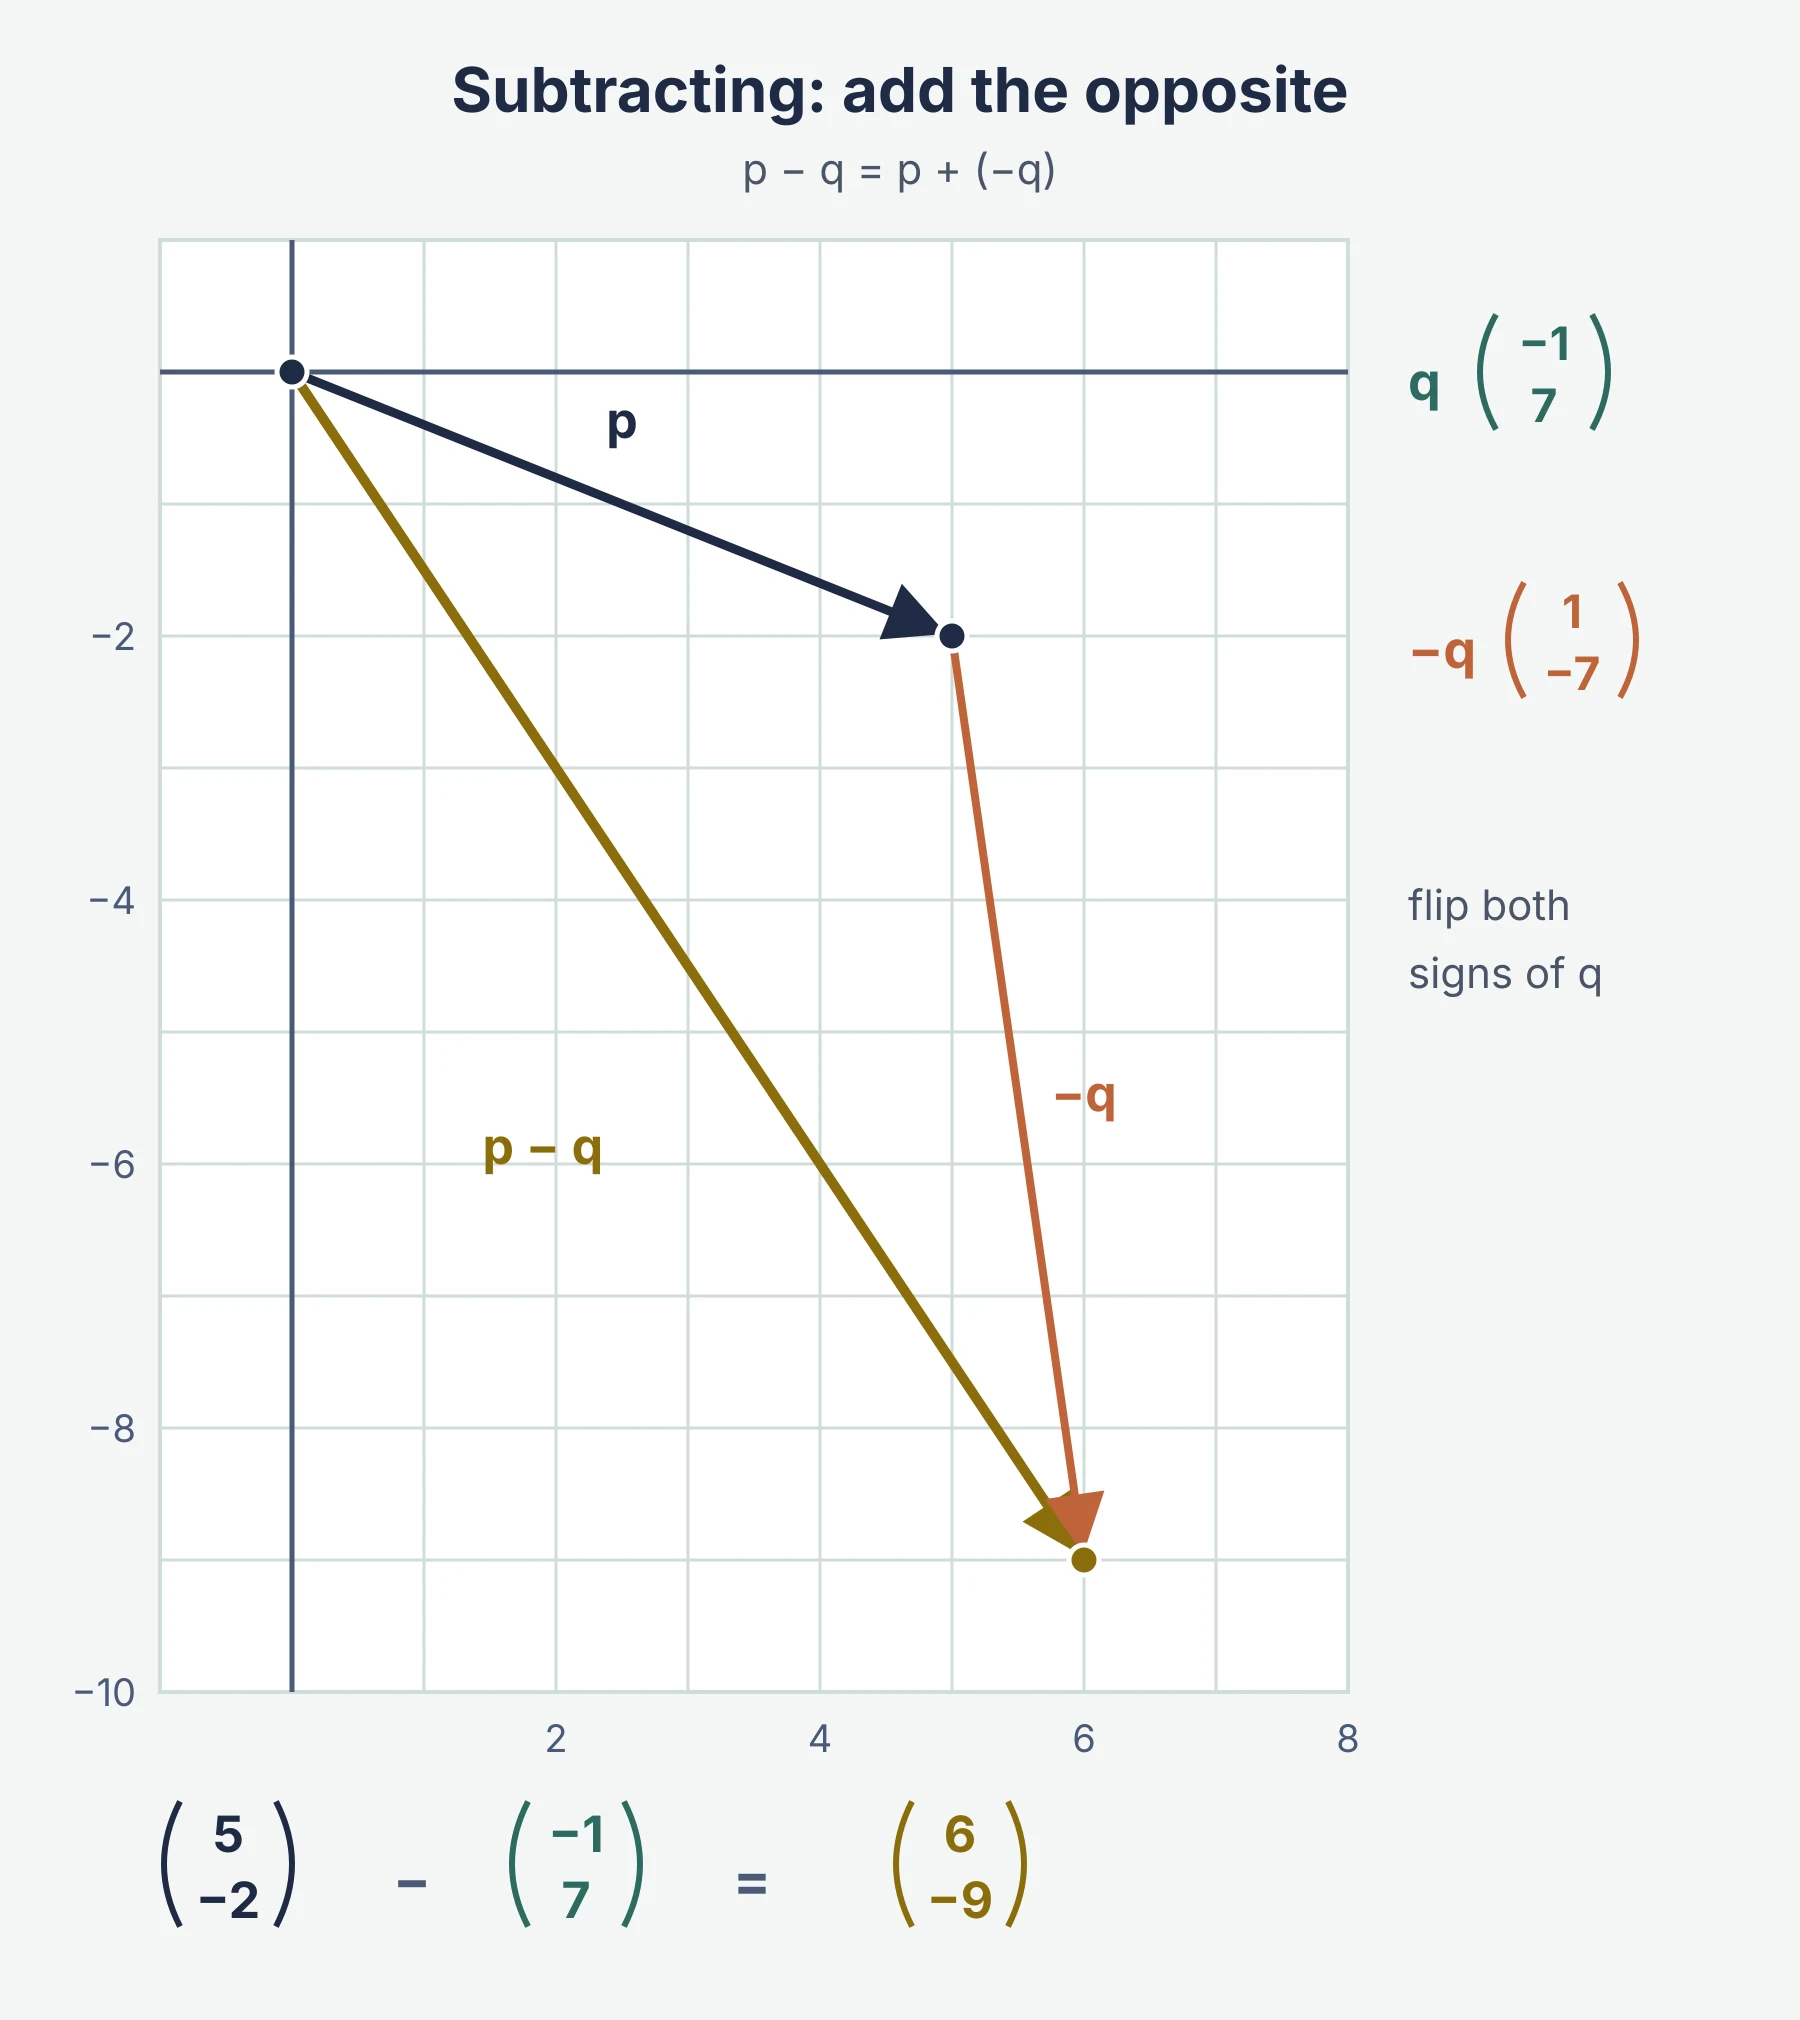 Subtracting: add the opposite
p − q = p + (−q)
q
−1
7
p
−2
−q
1
−7
−4
flip both
signs of q
−q
p − q
−6
−8
−10
2 4 6 8
5 −1 6
− =
−2 7 −9